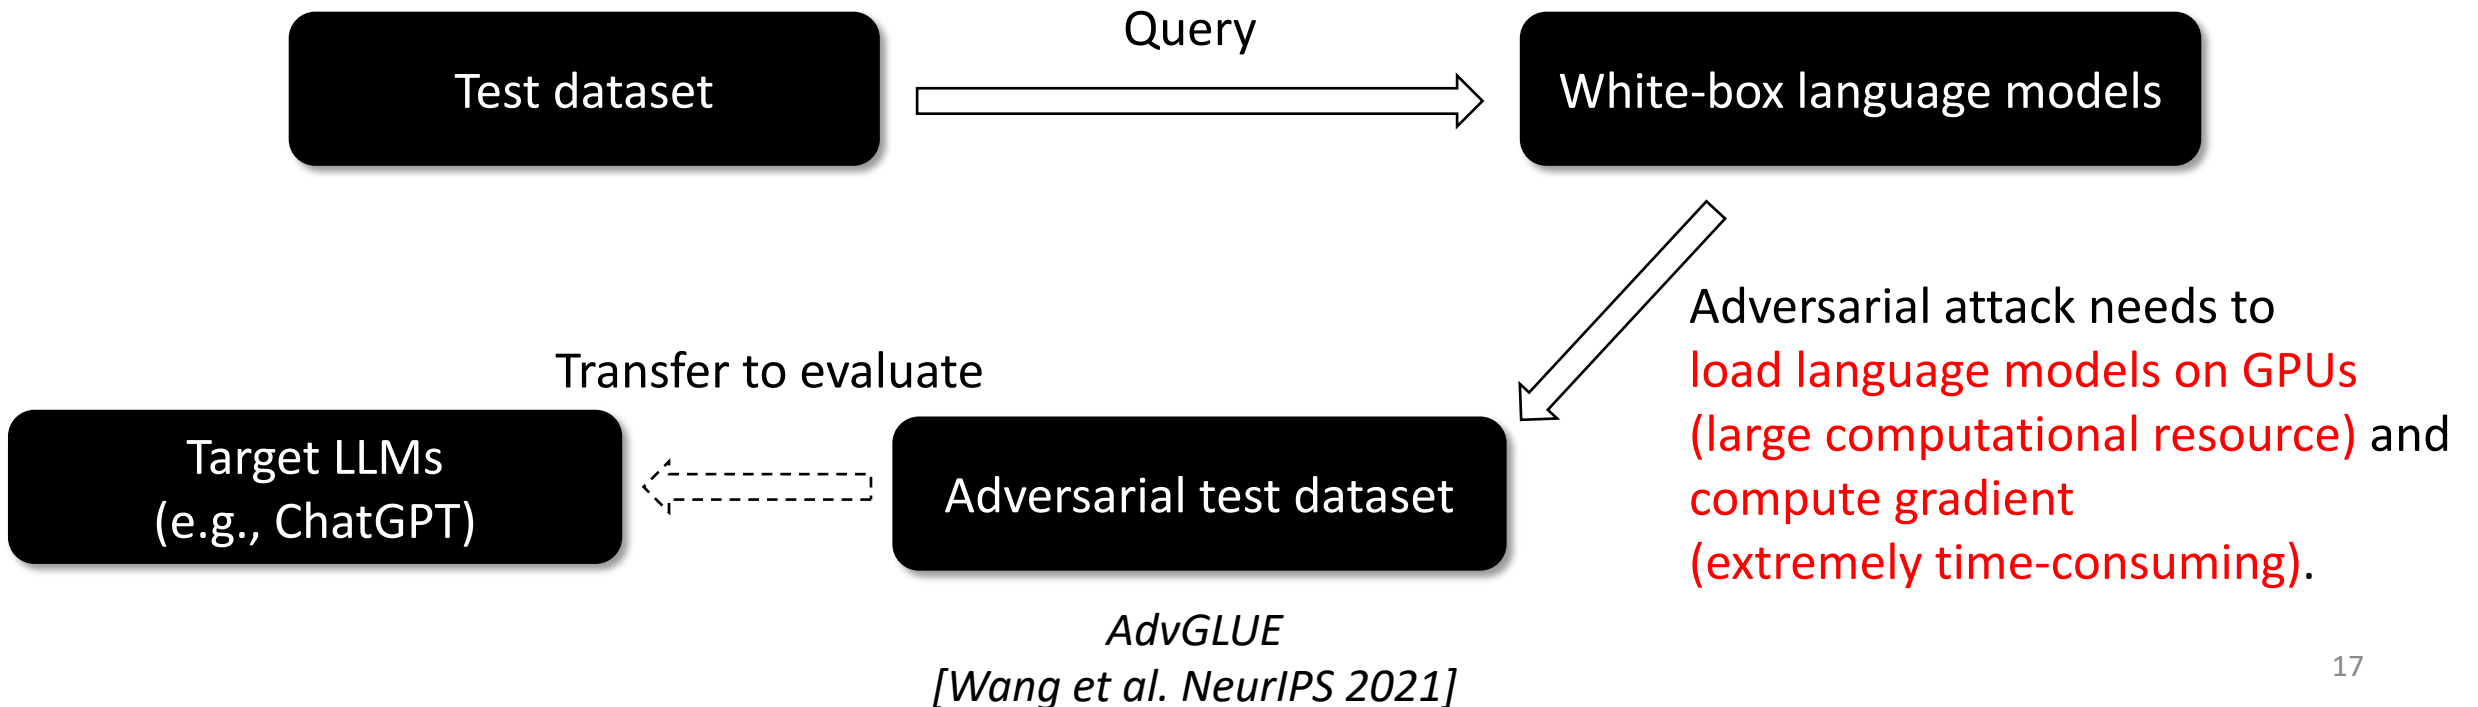 Query
Test dataset
White-box language models
Adversarial attack needs to
load language models on GPUs
(large computational resource) and
compute gradient
(extremely time-consuming).
Transfer to evaluate
Target LLMs
(e.g., ChatGPT)
Adversarial test dataset
AdvGLUE
[Wang et al. NeurIPS 2021]
17